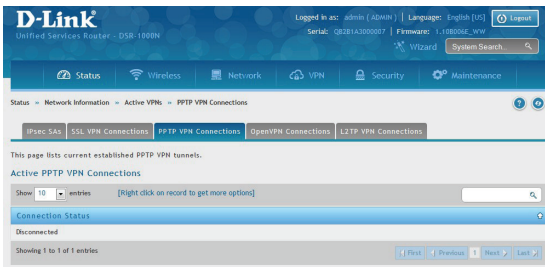 D-Link
Logged in as: admin ( ADMIN ) | Language: English [US] Logout
Unified Services Router - DSR-1000N
Serial: QB2B1A3000007 | Firmware: 1.10B006E_WW
Wizard System Search..
Status Wireless Network VPN Security Maintenance
Status » Network Information » Active VPNs » PPTP VPN Connections
IPsec SAs SSL VPN Connections PPTP VPN Connections OpenVPN Connections L2TP VPN Connections
This page lists current established PPTP VPN tunnels.
Active PPTP VPN Connections
Show 10 entries [Right click on record to get more options]
Connection Status
Disconnected
Showing 1 to 1 of 1 entries First Previous 1 Next Last